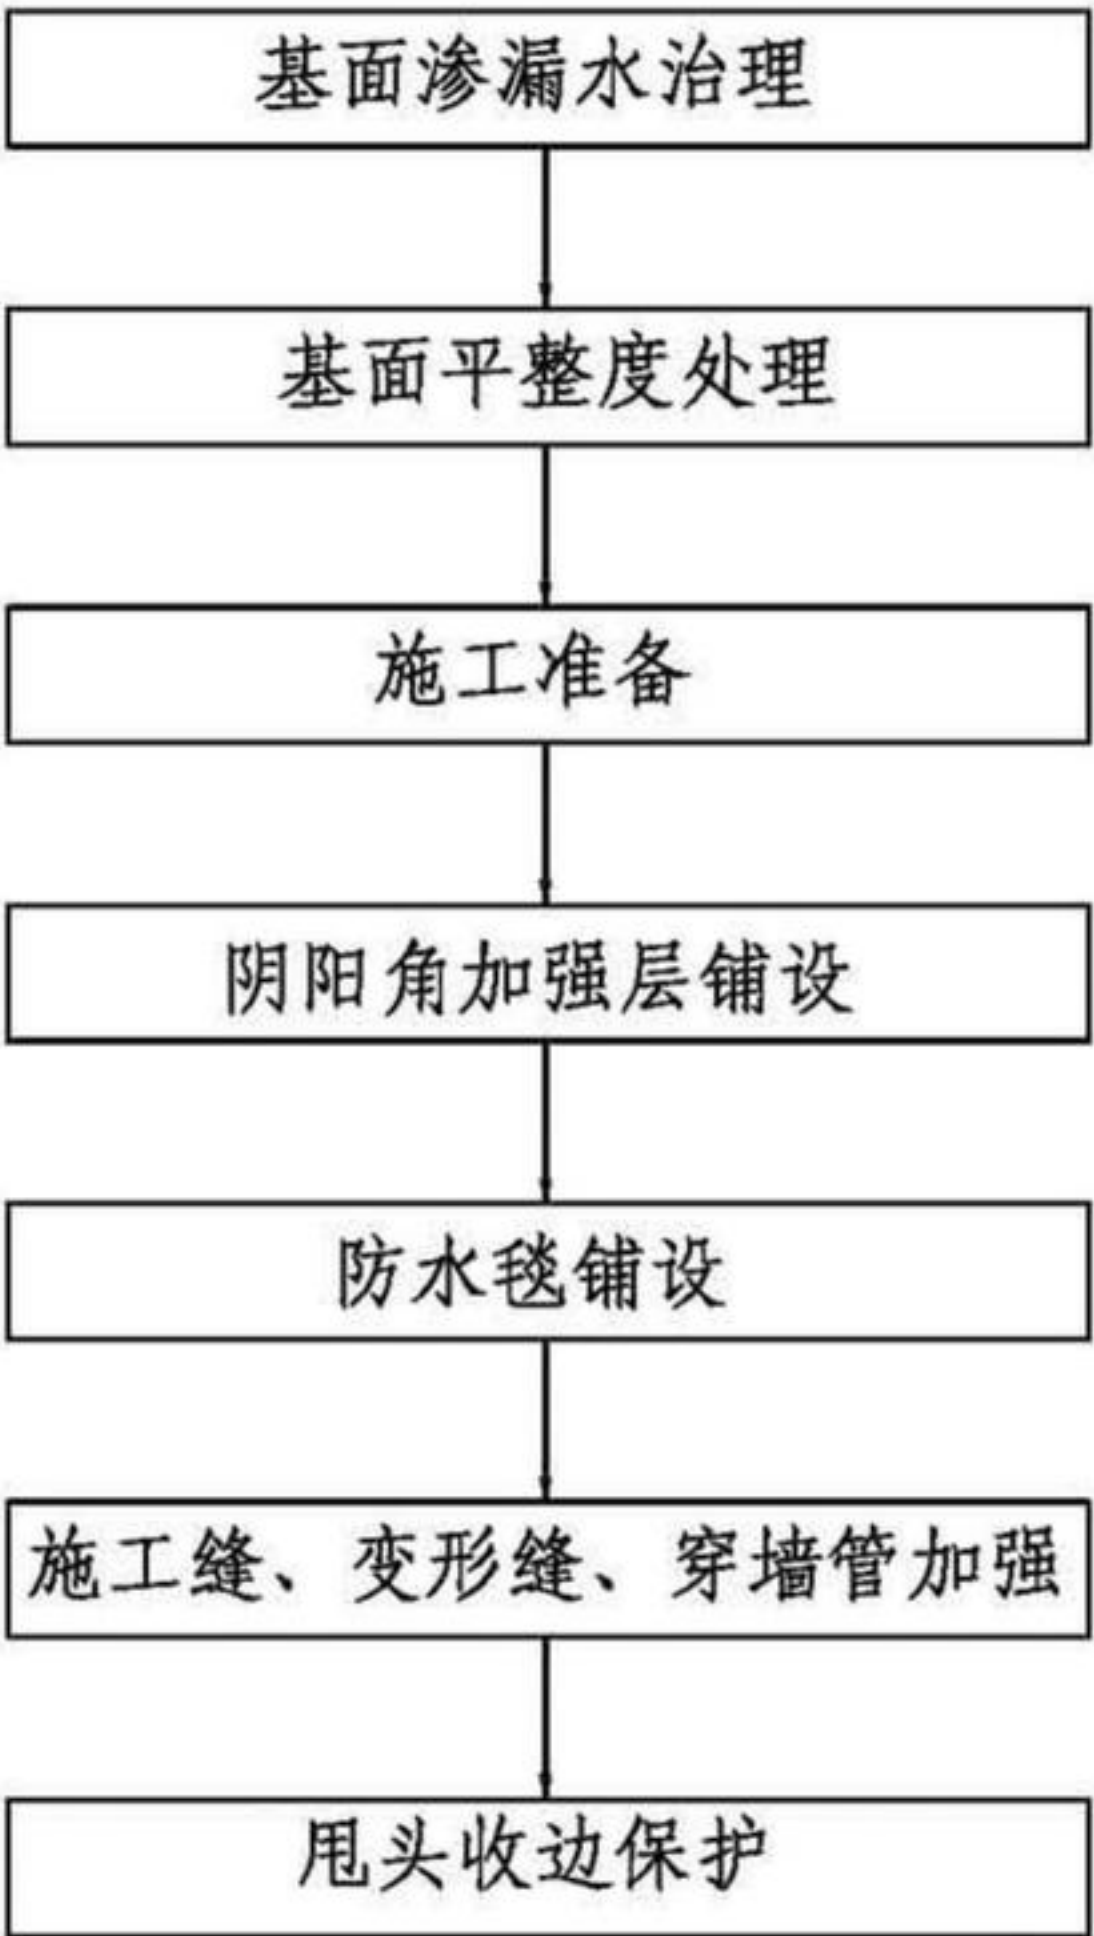 基面渗漏水治理
基面平整度处理
施工准备
阴阳角加强层铺设
防水毯铺设
施工缝、变形缝、穿墙管加强
甩头收边保护